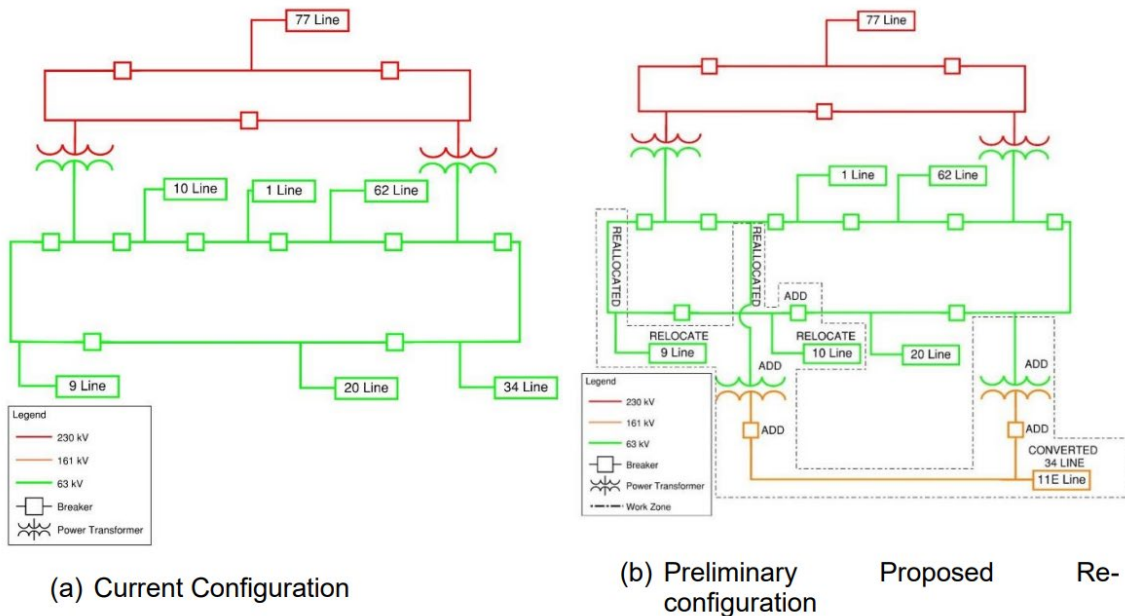 77 Line
10 Line
1 Line
62 Line
9 Line
20 Line
34 Line
Legend
230 kV
161 kV
63 kV
Breaker
Power Transformer
(a) Current Configuration
77 Line
1 Line
62 Line
REALLOCATED
REALLOCATED
ADD
RELOCATE
RELOCATE
9 Line
10 Line
20 Line
ADD
ADD
ADD
ADD
CONVERTED
34 LINE
11E Line
Legend
230 kV
161 kV
63 kV
Breaker
Power Transformer
Work Zone
(b) Preliminary Proposed Re-
configuration